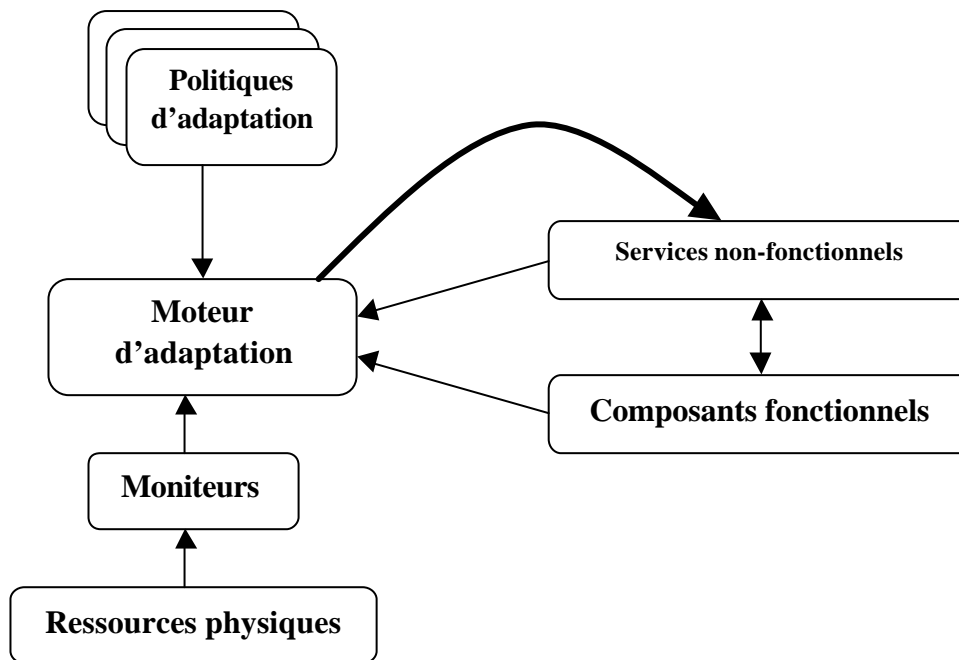 Politiques
d’adaptation
Services non-fonctionnels
Moteur
d’adaptation
Composants fonctionnels
Moniteurs
Ressources physiques